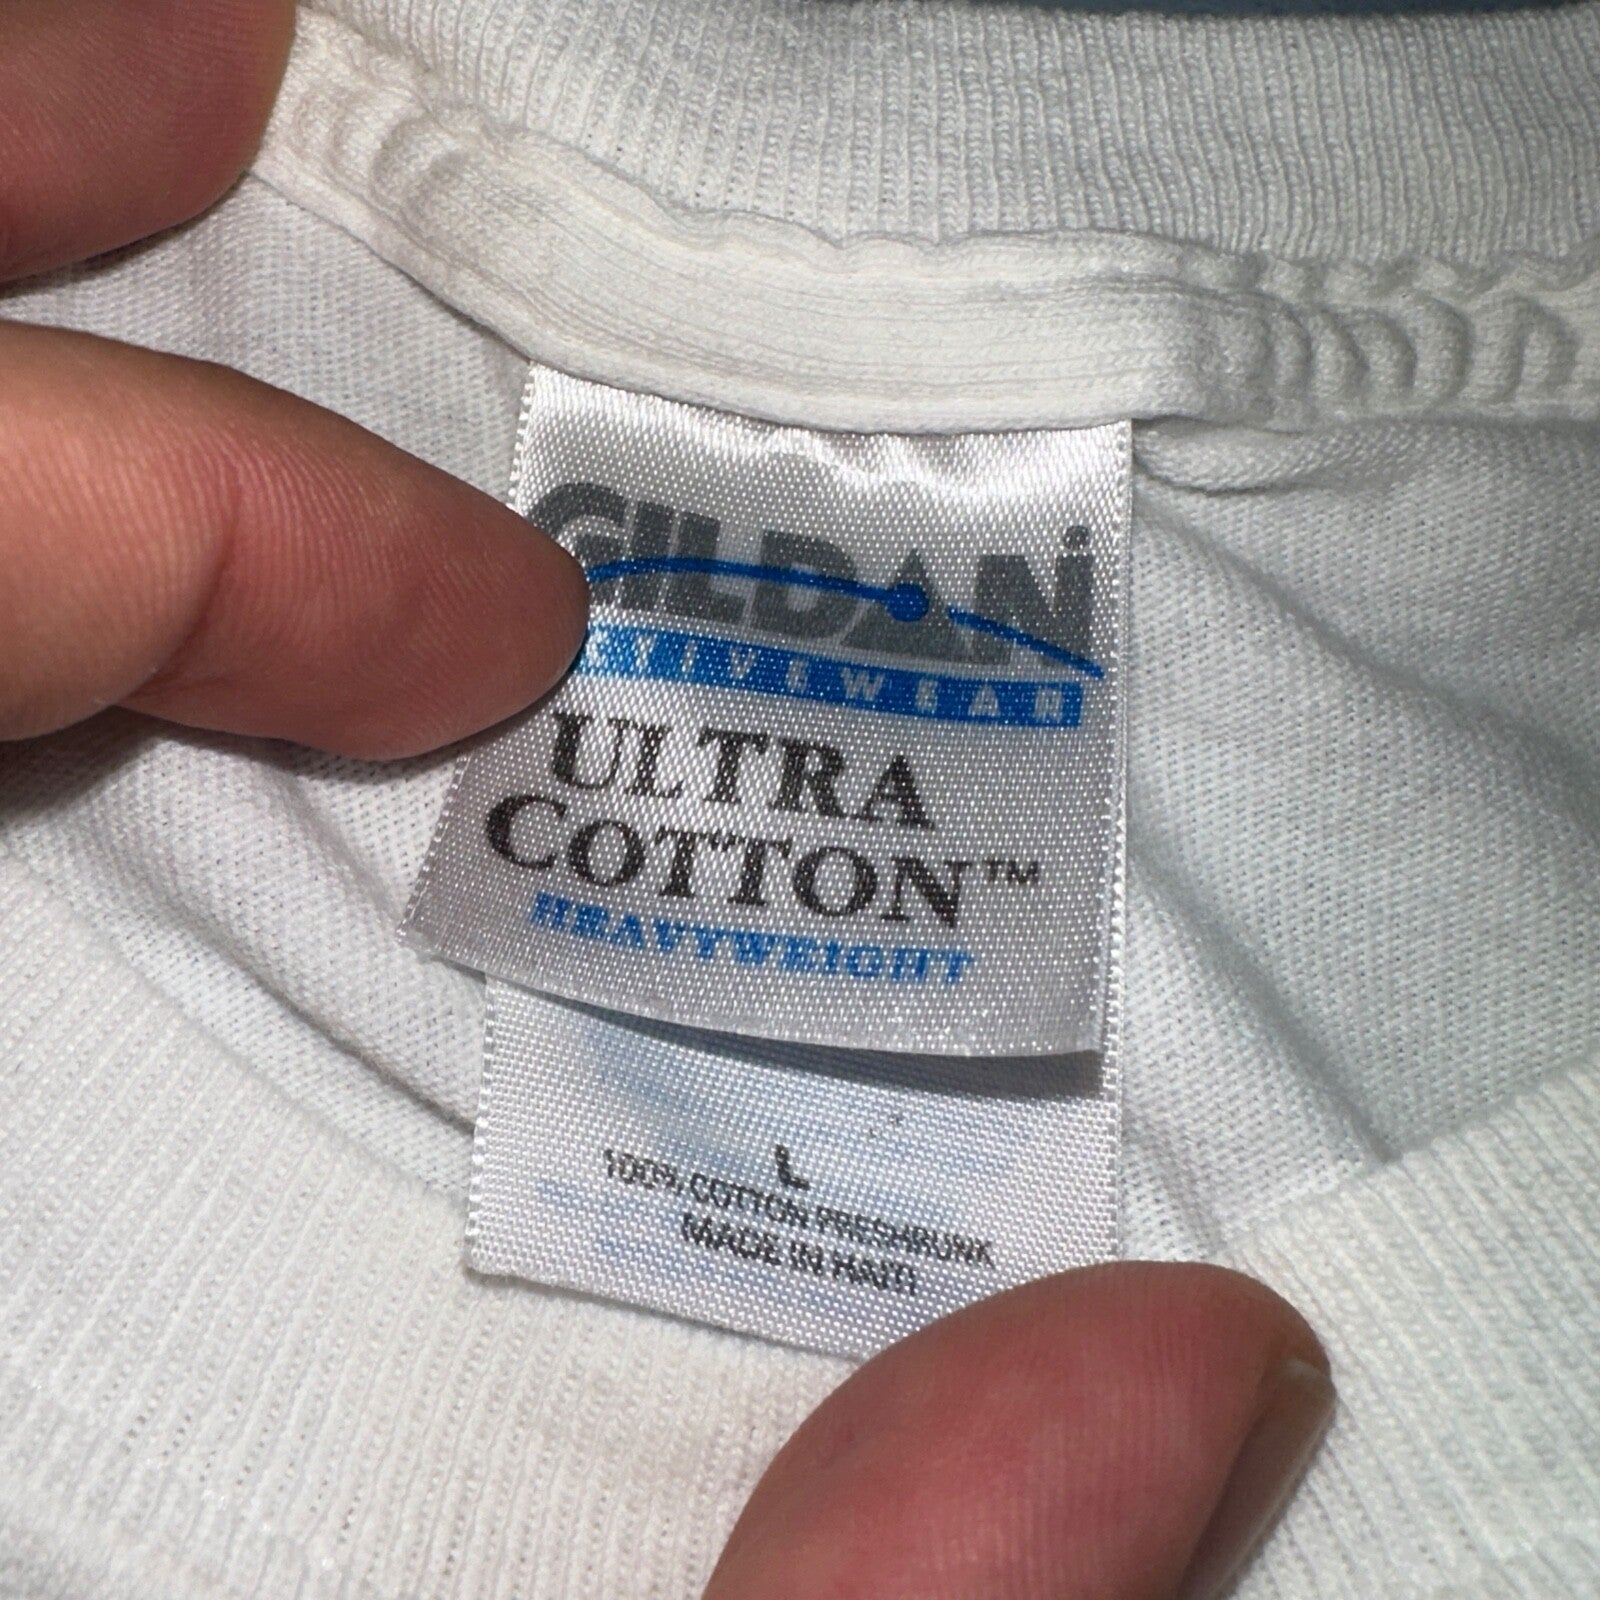 GILDAN
ACTIVEWEAR
ULTRA
COTTON™
HEAVYWEIGHT
L
100% COTTON PRESHRUNK
MADE IN HAITI